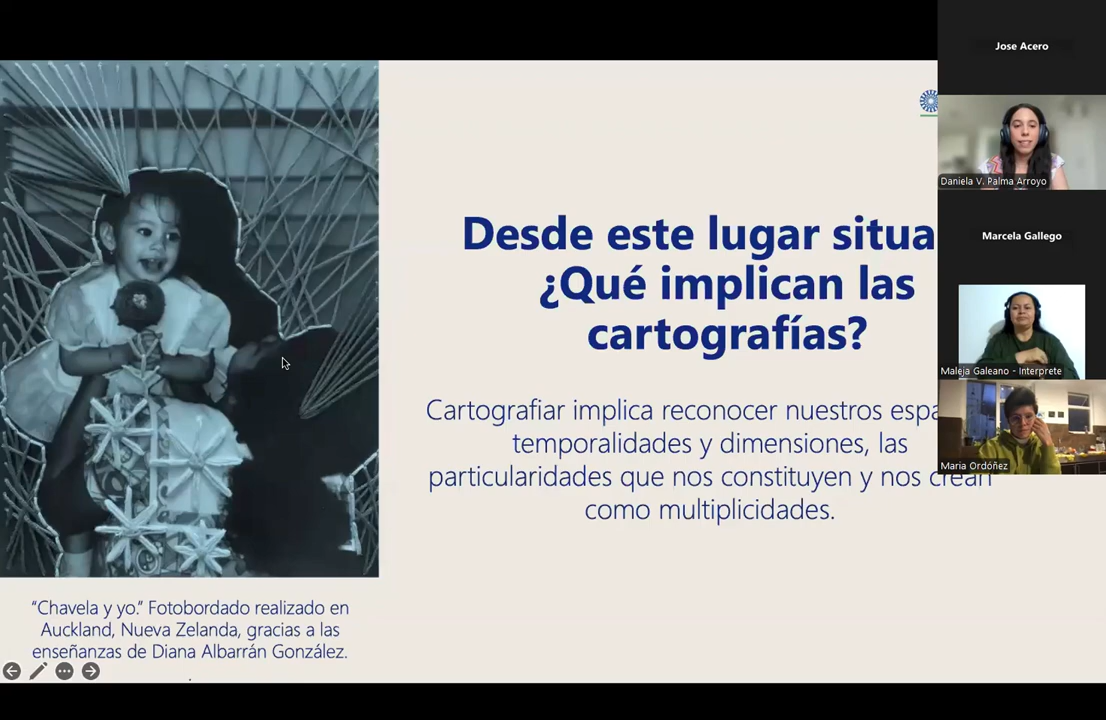 Jose Acero
Daniela V. Palma Arroyo
Marcela Gallego
Maleja Galeano - Interprete
Maria Ordóñez
Desde este lugar situa
¿Qué implican las
cartografías?
Cartografiar implica reconocer nuestros espa
temporalidades y dimensiones, las
particularidades que nos constituyen y nos crean
como multiplicidades.
“Chavela y yo.” Fotobordado realizado en
Auckland, Nueva Zelanda, gracias a las
enseñanzas de Diana Albarrán González.
.